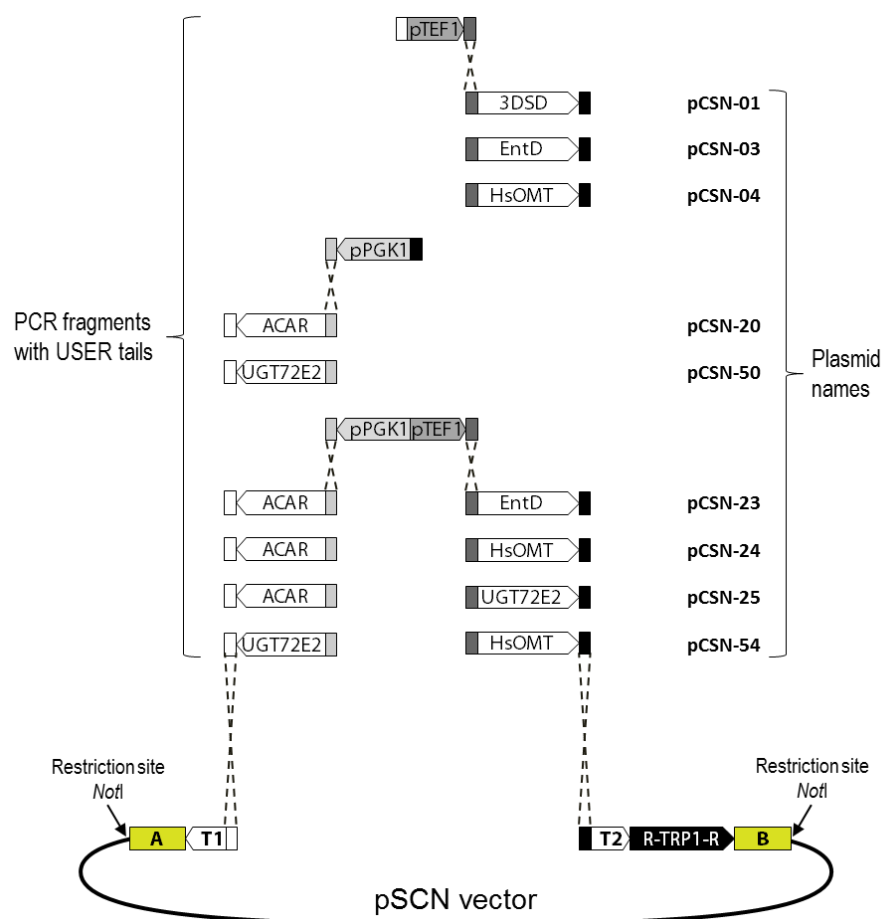 pTEF1
3DSD pCSN-01
EntD pCSN-03
HsOMT pCSN-04
pPGK1
PCR fragments
with USER tails
ACAR pCSN-20
UGT72E2 pCSN-50
Plasmid
names
pPGK1 pTEF1
ACAR EntD pCSN-23
ACAR HsOMT pCSN-24
ACAR UGT72E2 pCSN-25
UGT72E2 HsOMT pCSN-54
Restriction site
NotI
Restriction site
NotI
A T1 T2 R-TRP1-R B
pSCN vector